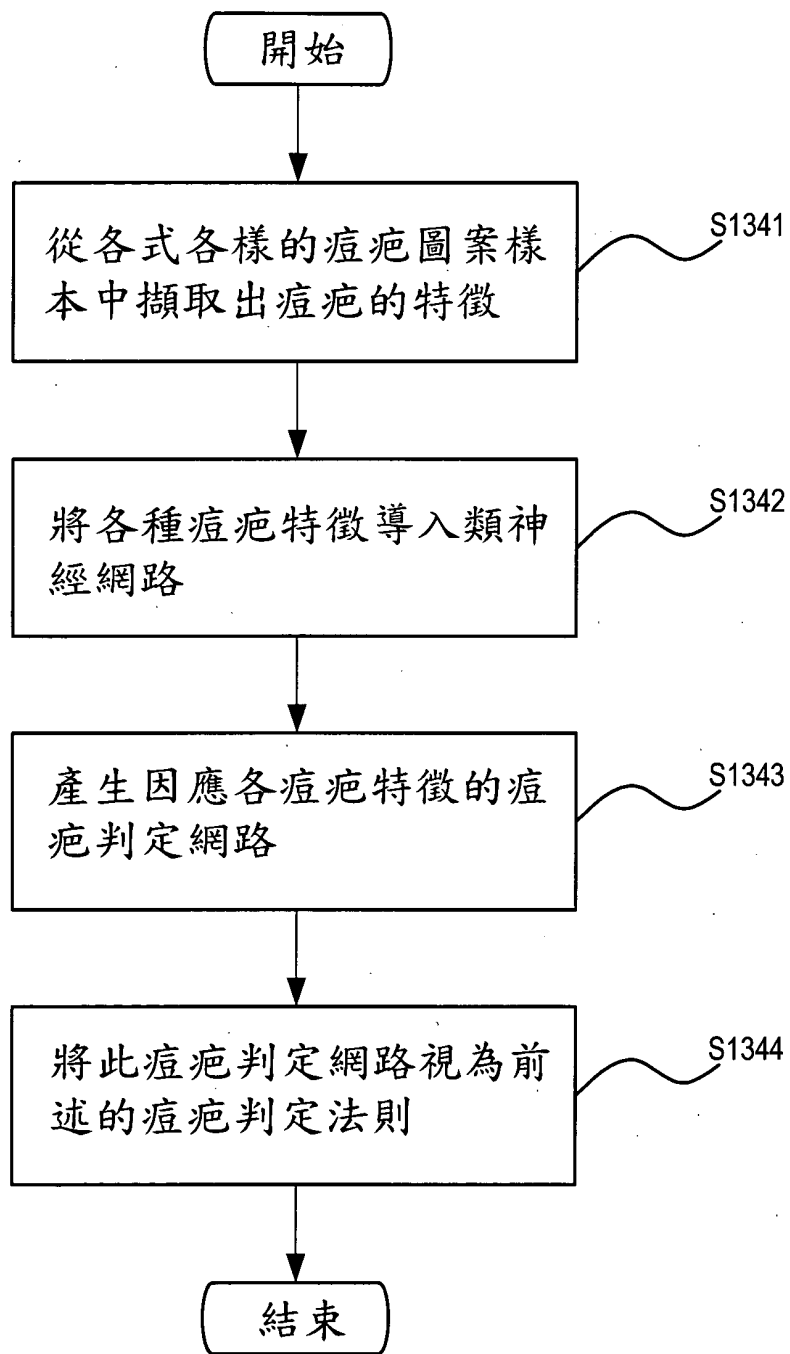 開始
從各式各樣的痘疤圖案樣
本中擷取出痘疤的特徵
S1341
將各種痘疤特徵導入類神
經網路
S1342
產生因應各痘疤特徵的痘
疤判定網路
S1343
將此痘疤判定網路視為前
述的痘疤判定法則
S1344
結束